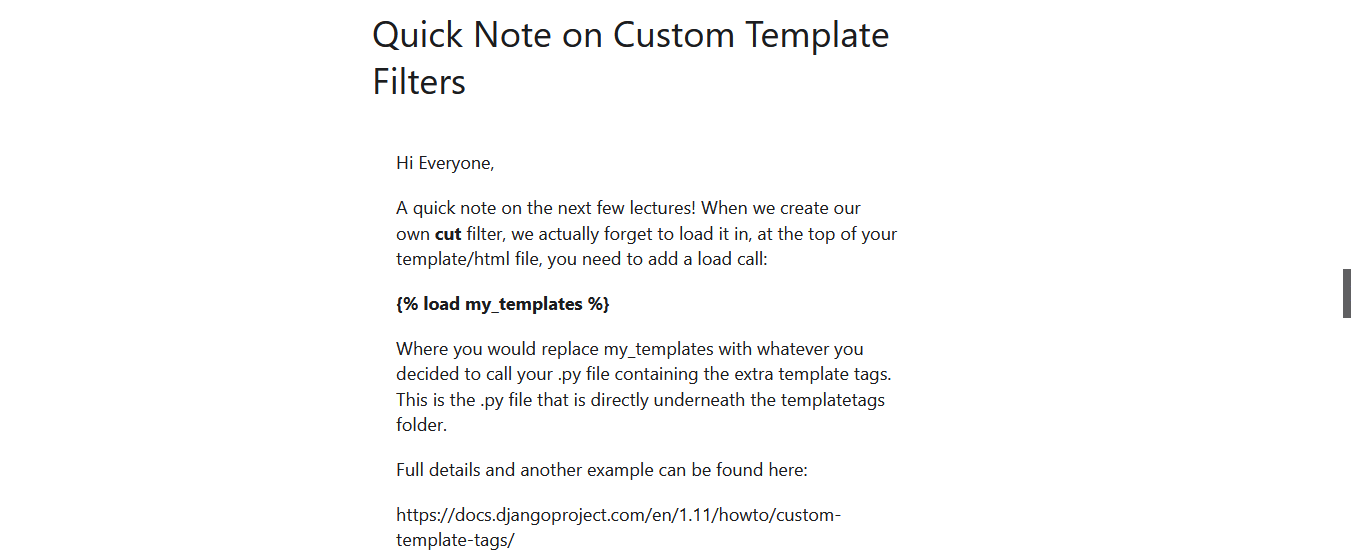 Quick Note on Custom Template
Filters
Hi Everyone,
A quick note on the next few lectures! When we create our
own cut filter, we actually forget to load it in, at the top of your
template/html file, you need to add a load call:
{% load my_templates %}
Where you would replace my_templates with whatever you
decided to call your .py file containing the extra template tags.
This is the .py file that is directly underneath the templatetags
folder.
Full details and another example can be found here:
https://docs.djangoproject.com/en/1.11/howto/custom-
template-tags/